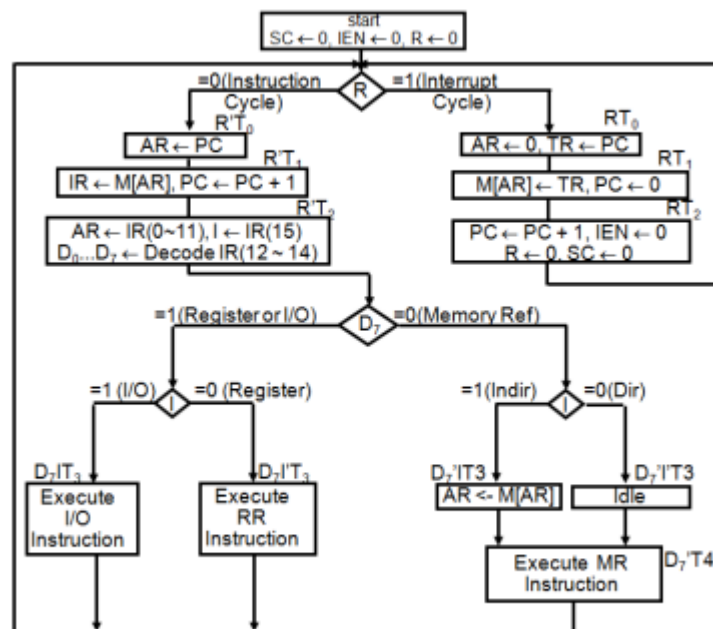 start
SC ← 0, IEN ← 0, R ← 0
=0(Instruction Cycle)
R
=1(Interrupt Cycle)
R'T₀
AR ← PC
R'T₁
IR ← M[AR], PC ← PC + 1
R'T₂
AR ← IR(0~11), I ← IR(15)
D₀...D₇ ← Decode IR(12 ~ 14)
RT₀
AR ← 0, TR ← PC
RT₁
M[AR] ← TR, PC ← 0
RT₂
PC ← PC + 1, IEN ← 0
R ← 0, SC ← 0
=1(Register or I/O)
D₇
=0(Memory Ref)
=1 (I/O)
I
=0 (Register)
=1(Indir)
I
=0(Dir)
D₇IT₃
Execute
I/O
Instruction
D₇I'T₃
Execute
RR
Instruction
D₇'IT3
AR <- M[AR]
D₇'I'T3
Idle
Execute MR
Instruction
D₇'T4